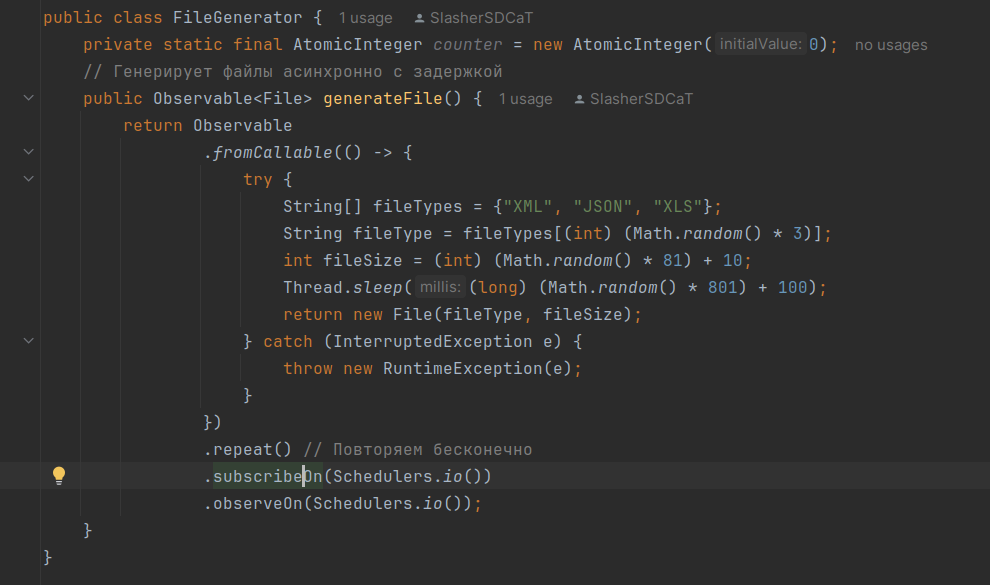 public class FileGenerator {  1 usage  SlasherSDCaT
    private static final AtomicInteger counter = new AtomicInteger( initialValue: 0);  no usages
    // Генерирует файлы асинхронно с задержкой
    public Observable<File> generateFile() {  1 usage  SlasherSDCaT
        return Observable
                .fromCallable(() -> {
                    try {
                        String[] fileTypes = {"XML", "JSON", "XLS"};
                        String fileType = fileTypes[(int) (Math.random() * 3)];
                        int fileSize = (int) (Math.random() * 81) + 10;
                        Thread.sleep( millis: (long) (Math.random() * 801) + 100);
                        return new File(fileType, fileSize);
                    } catch (InterruptedException e) {
                        throw new RuntimeException(e);
                    }
                })
                .repeat() // Повторяем бесконечно
                .subscribeOn(Schedulers.io())
                .observeOn(Schedulers.io());
    }
}